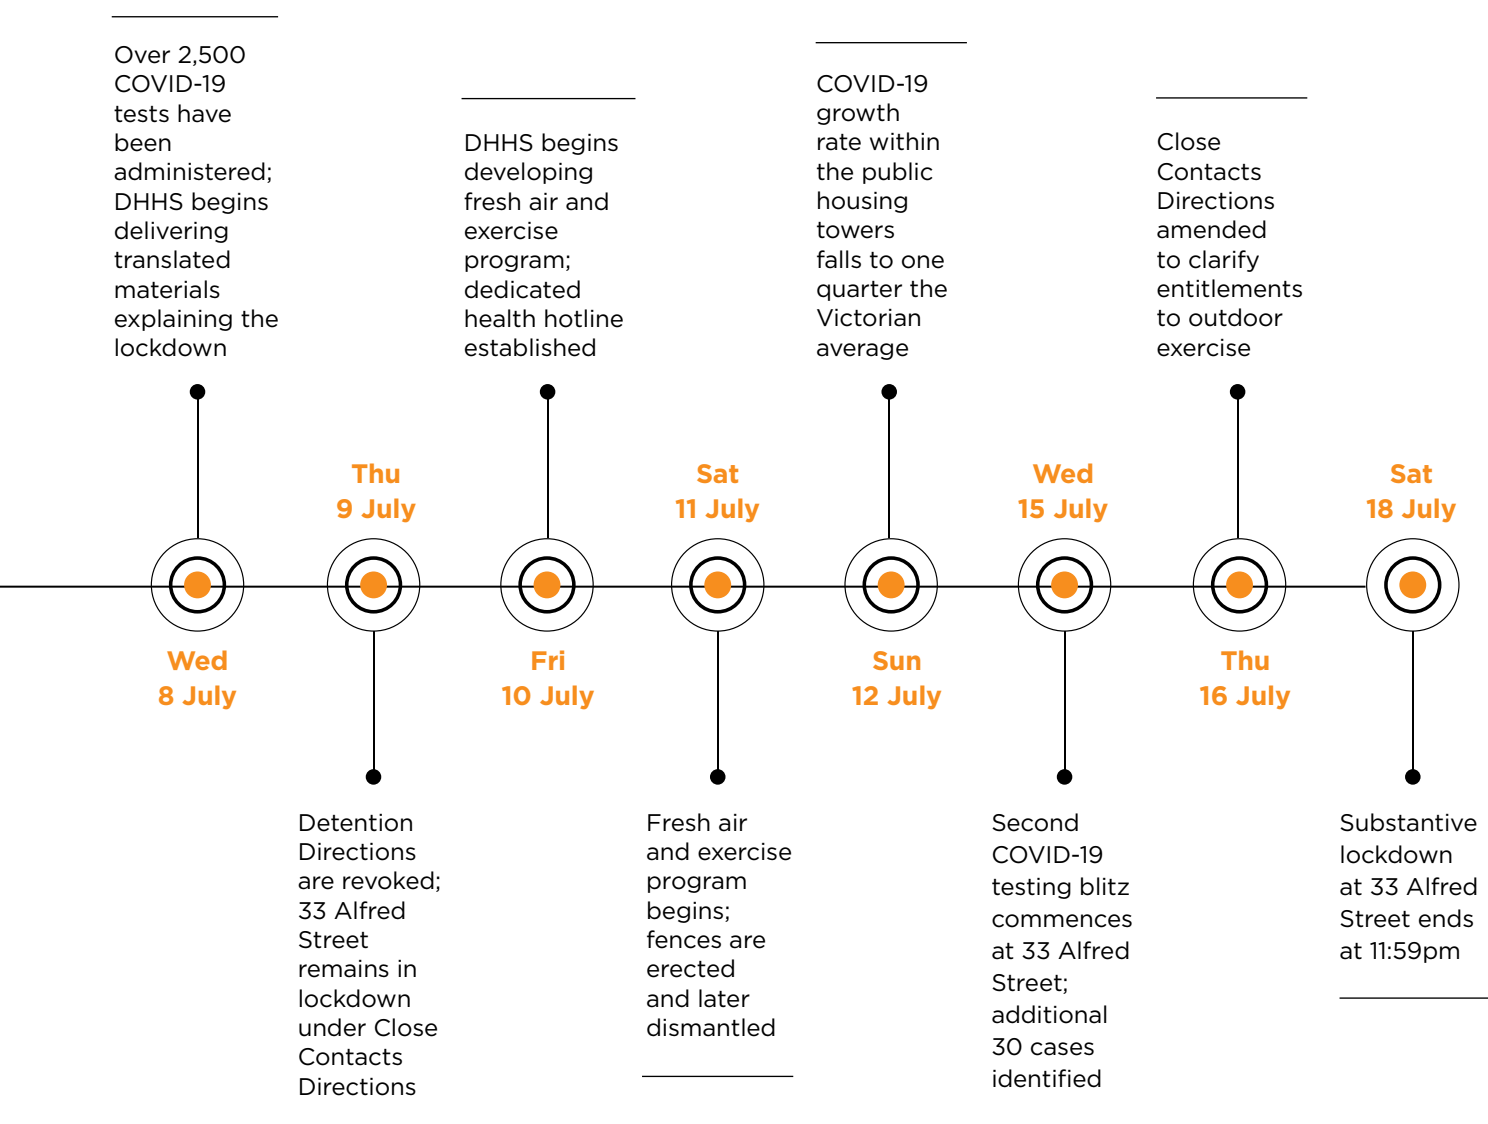 Over 2,500
COVID-19
tests have
been
administered;
DHHS begins
delivering
translated
materials
explaining the
lockdown
Wed
8 July
Thu
9 July
Detention
Directions
are revoked;
33 Alfred
Street
remains in
lockdown
under Close
Contacts
Directions
DHHS begins
developing
fresh air and
exercise
program;
dedicated
health hotline
established
Fri
10 July
Sat
11 July
Fresh air
and exercise
program
begins;
fences are
erected
and later
dismantled
COVID-19
growth
rate within
the public
housing
towers
falls to one
quarter the
Victorian
average
Sun
12 July
Wed
15 July
Second
COVID-19
testing blitz
commences
at 33 Alfred
Street;
additional
30 cases
identified
Close
Contacts
Directions
amended
to clarify
entitlements
to outdoor
exercise
Thu
16 July
Sat
18 July
Substantive
lockdown
at 33 Alfred
Street ends
at 11:59pm